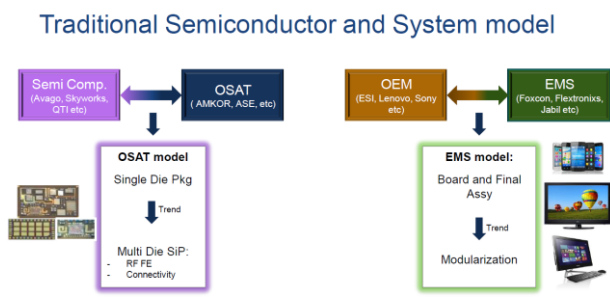 Traditional Semiconductor and System model
Semi Comp.
(Avago, Skyworks,
QTI etc)
OSAT
( AMKOR, ASE, etc)
OEM
(ESI, Lenovo, Sony
etc)
EMS
(Foxcon, Flextronixs,
Jabil etc)
OSAT model
Single Die Pkg
Trend
Multi Die SiP:
- RF FE
- Connectivity
EMS model:
Board and Final
Assy
Trend
Modularization